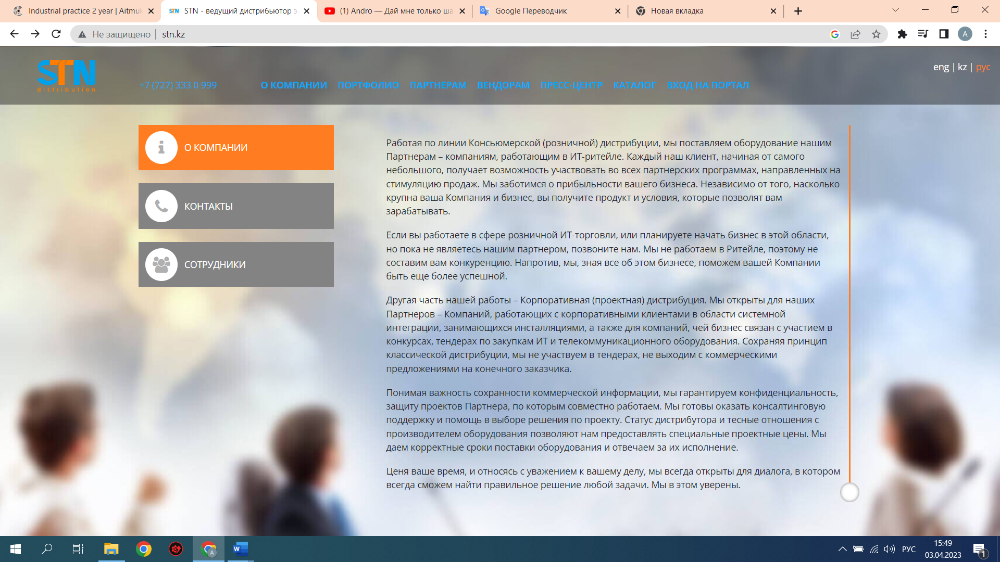 Industrial practice 2 year | Aitmuk
STN - ведущий дистрибьютор э
(1) Andro — Дай мне только ша
Google Переводчик
Новая вкладка
Не защищено
stn.kz
A
STN
distribution
+7 (727) 333 0 999
О КОМПАНИИ ПОРТФОЛИО ПАРТНЕРАМ ВЕНДОРАМ ПРЕСС-ЦЕНТР КАТАЛОГ ВХОД НА ПОРТАЛ
eng | kz | рус
О КОМПАНИИ
КОНТАКТЫ
СОТРУДНИКИ
Работая по линии Консьюмерской (розничной) дистрибуции, мы поставляем оборудование нашим
Партнерам – компаниям, работающим в ИТ-ритейле. Каждый наш клиент, начиная от самого
небольшого, получает возможность участвовать во всех партнерских программах, направленных на
стимуляцию продаж. Мы заботимся о прибыльности вашего бизнеса. Независимо от того, насколько
крупна ваша Компания и бизнес, вы получите продукт и условия, которые позволят вам
зарабатывать.
Если вы работаете в сфере розничной ИТ-торговли, или планируете начать бизнес в этой области,
но пока не являетесь нашим партнером, позвоните нам. Мы не работаем в Ритейле, поэтому не
составим вам конкуренцию. Напротив, мы, зная все об этом бизнесе, поможем вашей Компании
быть еще более успешной.
Другая часть нашей работы – Корпоративная (проектная) дистрибуция. Мы открыты для наших
Партнеров – Компаний, работающих с корпоративными клиентами в области системной
интеграции, занимающихся инсталляциями, а также для компаний, чей бизнес связан с участием в
конкурсах, тендерах по закупкам ИТ и телекоммуникационного оборудования. Сохраняя принцип
классической дистрибуции, мы не участвуем в тендерах, не выходим с коммерческими
предложениями на конечного заказчика.
Понимая важность сохранности коммерческой информации, мы гарантируем конфиденциальность,
защиту проектов Партнера, по которым совместно работаем. Мы готовы оказать консалтинговую
поддержку и помощь в выборе решения по проекту. Статус дистрибутора и тесные отношения с
производителем оборудования позволяют нам предоставлять специальные проектные цены. Мы
даем корректные сроки поставки оборудования и отвечаем за их исполнение.
Ценя ваше время, и относясь с уважением к вашему делу, мы всегда открыты для диалога, в котором
всегда сможем найти правильное решение любой задачи. Мы в этом уверены.
РУС
15:49
03.04.2023
1